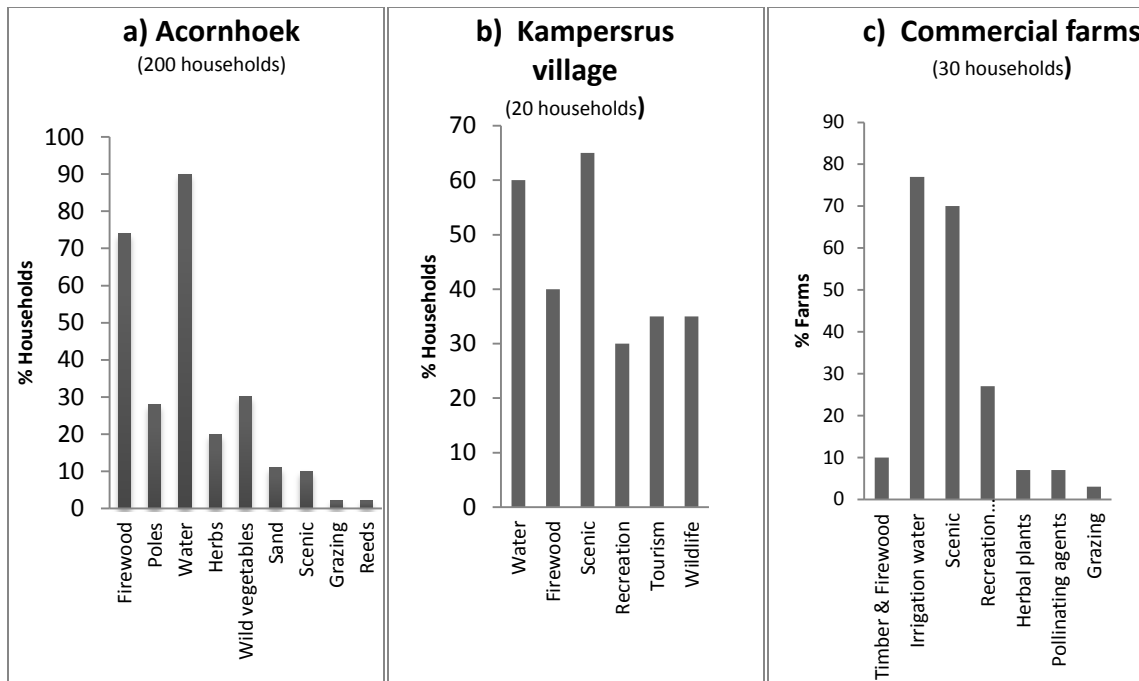 a) Acornhoek
(200 households)
% Households
100
90
80
70
60
50
40
30
20
10
0
Firewood
Poles
Water
Herbs
Wild vegetables
Sand
Scenic
Grazing
Reeds
b) Kampersrus
village
(20 households)
% Households
70
60
50
40
30
20
10
0
Water
Firewood
Scenic
Recreation
Tourism
Wildlife
c) Commercial farms
(30 households)
% Farms
90
80
70
60
50
40
30
20
10
0
Timber & Firewood
Irrigation water
Scenic
Recreation…
Herbal plants
Pollinating agents
Grazing